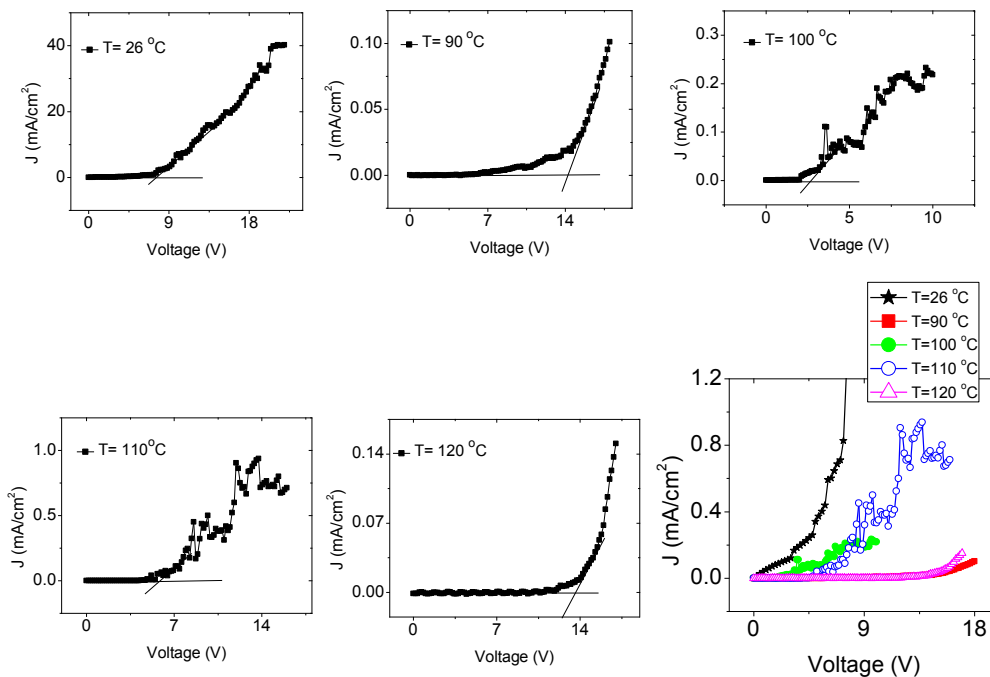 T= 26 °C
J (mA/cm²)
40
20
0
0 9 18
Voltage (V)
T= 90 °C
J (mA/cm²)
0.10
0.05
0.00
0 7 14
Voltage (V)
T= 100 °C
J (mA/cm²)
0.3
0.2
0.1
0.0
0 5 10
Voltage (V)
T= 110°C
J (mA/cm²)
1.0
0.5
0.0
0 7 14
Voltage (V)
T= 120 °C
J (mA/cm²)
0.14
0.07
0.00
0 7 14
Voltage (V)
T=26 °C
T=90 °C
T=100 °C
T=110 °C
T=120 °C
J (mA/cm²)
1.2
0.8
0.4
0.0
0 9 18
Voltage (V)